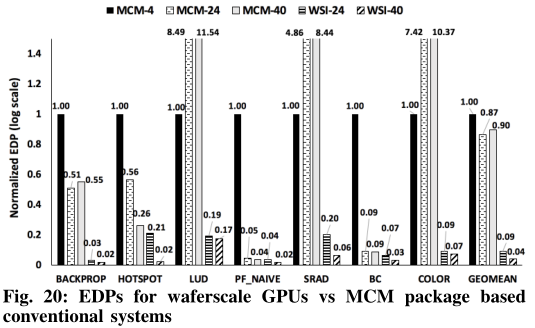 MCM-4 MCM-24 MCM-40 WSI-24 WSI-40
8.49 11.54 4.86 8.44 7.42 10.37
1.4
1.2
1.00 1.00 1.00 1.00 1.00 1.00 1.00 1.00
1
0.87 0.90
0.8
0.51 0.55 0.56
0.6
0.4
0.26 0.21 0.19 0.17 0.20
0.2
0.03 0.02 0.02 0.05 0.04 0.04 0.02 0.06 0.09 0.09 0.07 0.03 0.09 0.07 0.09 0.04
0
Normalized EDP (log scale)
BACKPROP HOTSPOT LUD PF_NAIVE SRAD BC COLOR GEOMEAN
Fig. 20: EDPs for waferscale GPUs vs MCM package based
conventional systems